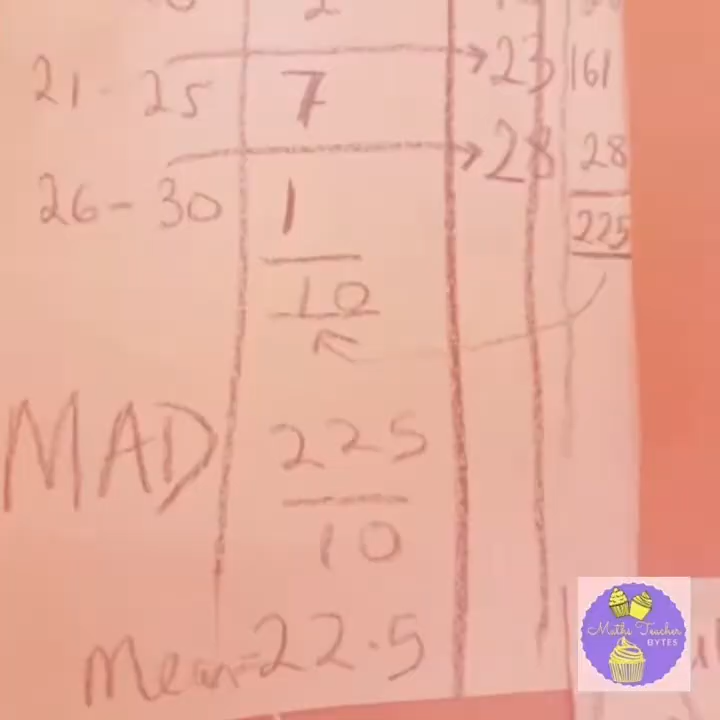 2
21 - 25 7 23 161
26 - 30 1 28 28
10 225
MAD 225
10
Mean = 22.5
Maths Teacher
BYTES